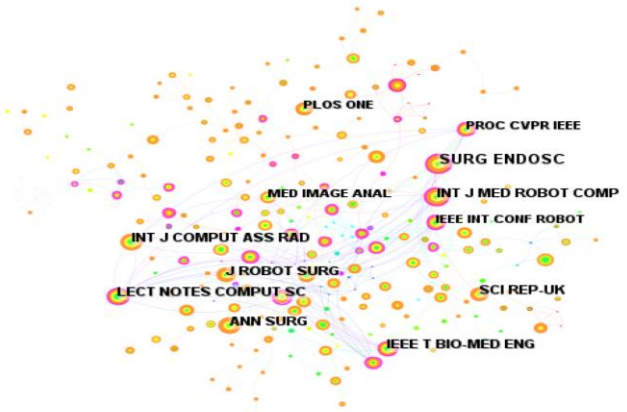 PLOS ONE
PROC CVPR IEEE
SURG ENDOSC
MED IMAGE ANAL
INT J MED ROBOT COMP
IEEE INT CONF ROBOT
INT J COMPUT ASS RAD
J ROBOT SURG
LECT NOTES COMPUT SC
SCI REP-UK
ANN SURG
IEEE T BIO-MED ENG